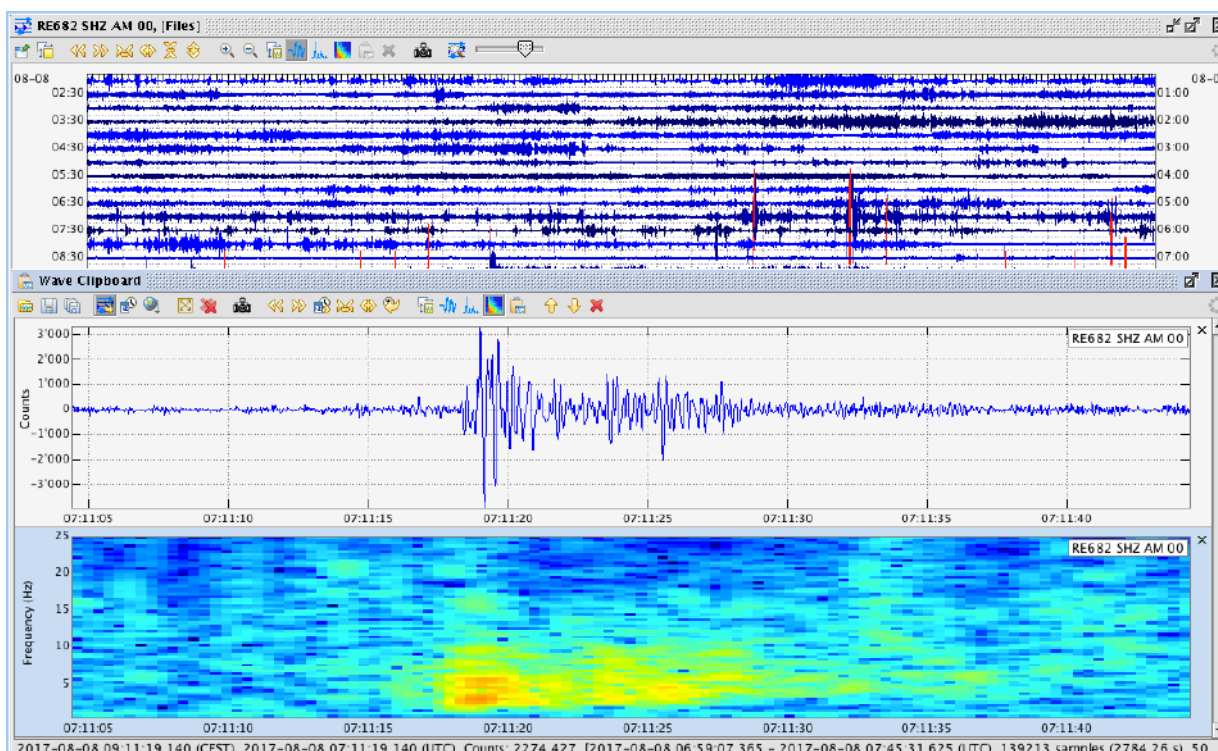 RE682 SHZ AM 00, [Files]
08-08 08-0
02:30 01:00
03:30 02:00
04:30 03:00
05:30 04:00
06:30 05:00
07:30 06:00
08:30 07:00
Wave Clipboard
RE682 SHZ AM 00
3'000
2'000
1'000
0
-1'000
-2'000
-3'000
Counts
07:11:05 07:11:10 07:11:15 07:11:20 07:11:25 07:11:30 07:11:35 07:11:40
RE682 SHZ AM 00
25
20
15
10
5
Frequency (Hz)
07:11:05 07:11:10 07:11:15 07:11:20 07:11:25 07:11:30 07:11:35 07:11:40
2017-08-08 09:11:19.140 (CEST), 2017-08-08 07:11:19.140 (UTC), Counts: 2274.427, [2017-08-08 06:59:07.365 - 2017-08-08 07:45:31.625 (UTC), 139213 samples (2784.26 s), 50